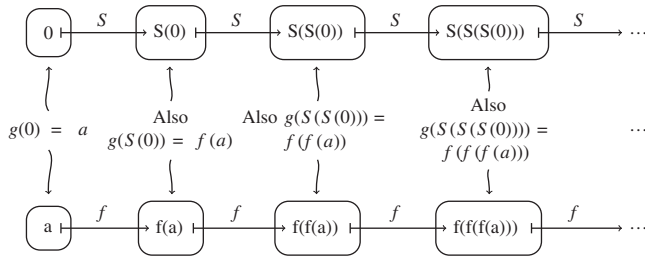 S S S S
0 S(0) S(S(0)) S(S(S(0))) ...
Also
Also Also g(S(S(0))) = g(S(S(S(0)))) =
g(0) = a g(S(0)) = f(a) f(f(a)) f(f(f(a))) ...
f f f f
a f(a) f(f(a)) f(f(f(a))) ...